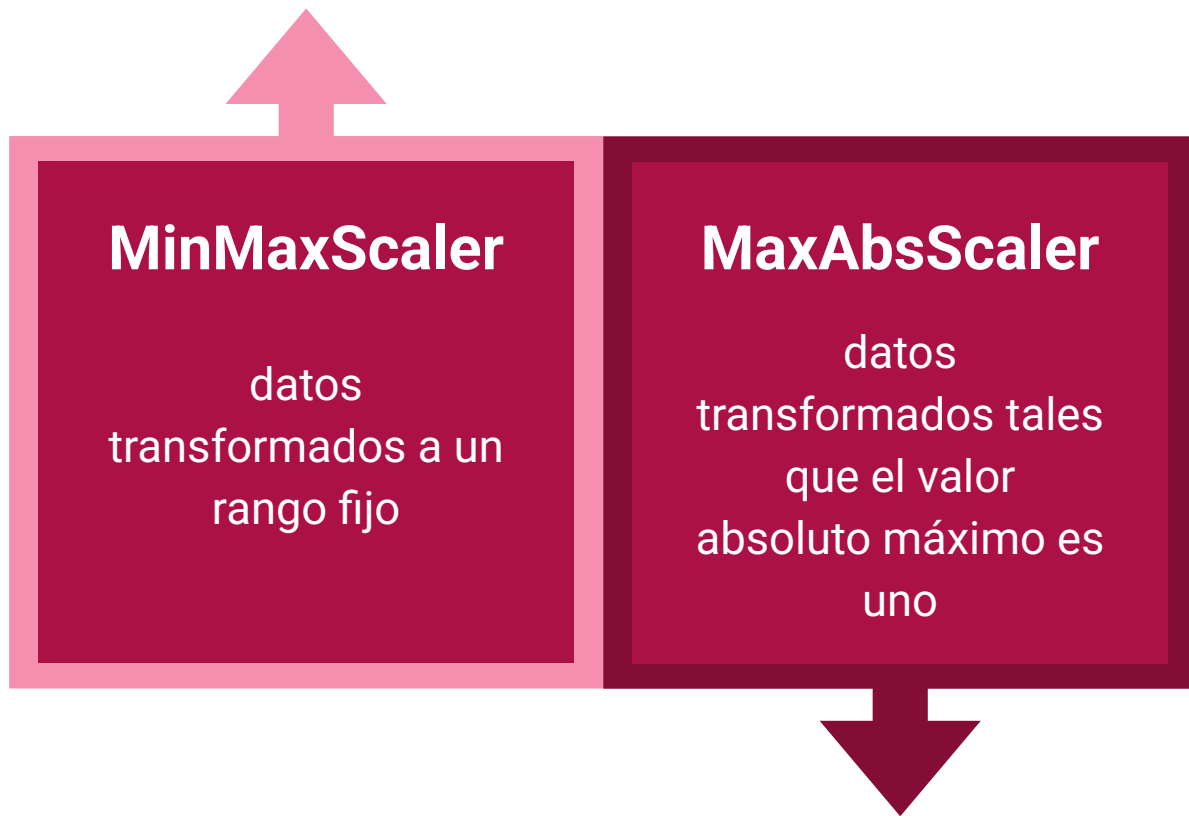 MinMaxScaler
datos
transformados a un
rango fijo
MaxAbsScaler
datos
transformados tales
que el valor
absoluto máximo es
uno